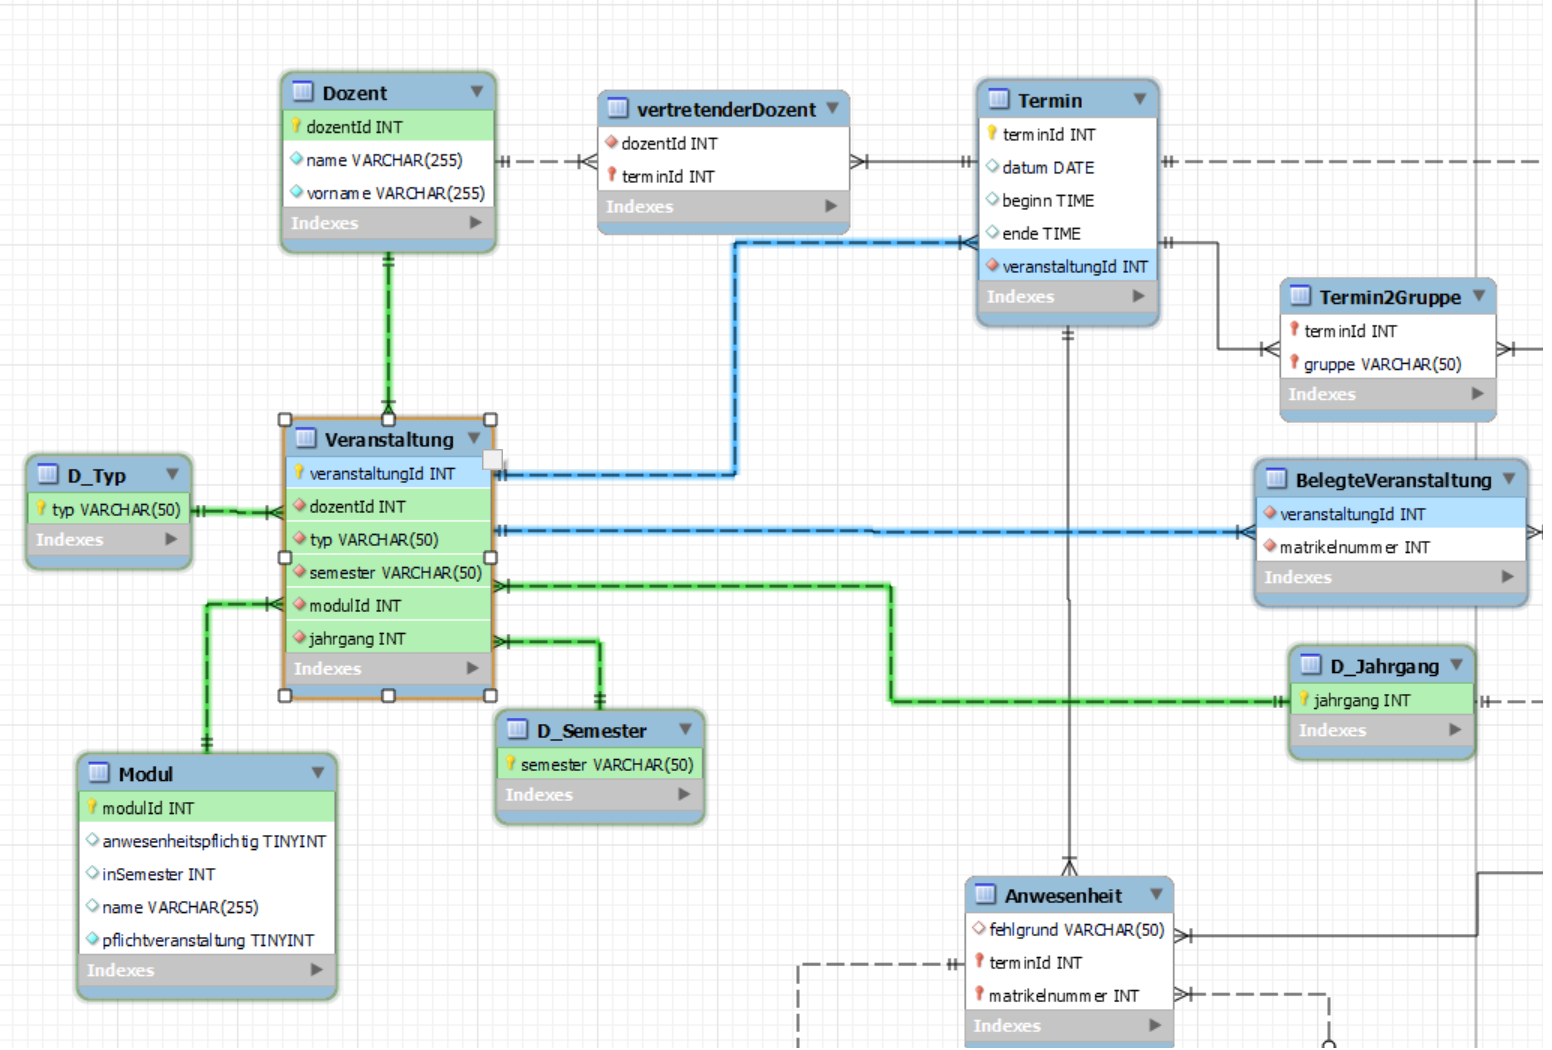 Dozent
dozentId INT
name VARCHAR(255)
vorname VARCHAR(255)
Indexes
vertretenderDozent
dozentId INT
terminId INT
Indexes
Termin
terminId INT
datum DATE
beginn TIME
ende TIME
veranstaltungId INT
Indexes
Termin2Gruppe
terminId INT
gruppe VARCHAR(50)
Indexes
D_Typ
typ VARCHAR(50)
Indexes
Veranstaltung
veranstaltungId INT
dozentId INT
typ VARCHAR(50)
semester VARCHAR(50)
modulId INT
jahrgang INT
Indexes
BelegteVeranstaltung
veranstaltungId INT
matrikelnummer INT
Indexes
D_Jahrgang
jahrgang INT
Indexes
D_Semester
semester VARCHAR(50)
Indexes
Modul
modulId INT
anwesenheitspflichtig TINYINT
inSemester INT
name VARCHAR(255)
pflichtveranstaltung TINYINT
Indexes
Anwesenheit
fehlgrund VARCHAR(50)
terminId INT
matrikelnummer INT
Indexes